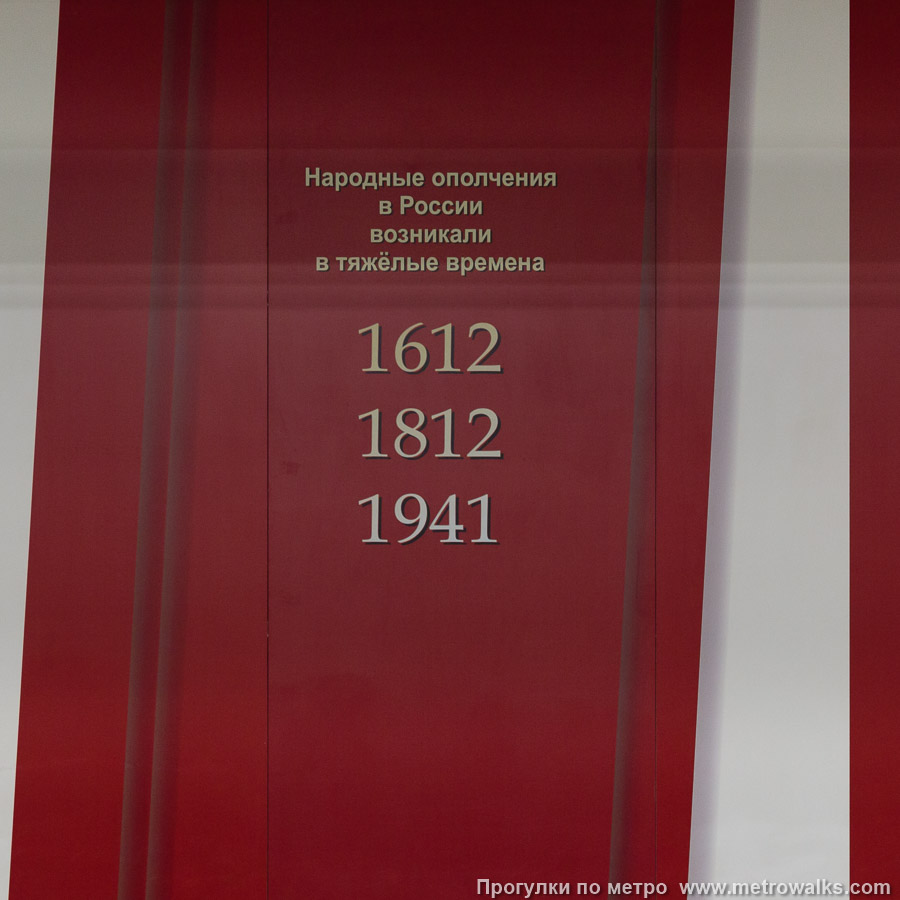 Народные ополчения
в России
возникали
в тяжёлые времена
1612
1812
1941
Прогулки по метро www.metrowalks.com